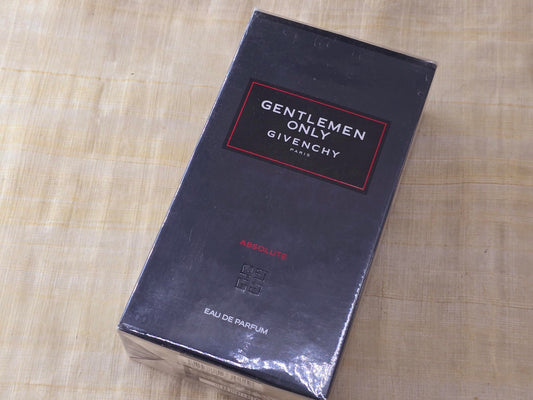 GENTLEMEN
ONLY
GIVENCHY
PARIS
ABSOLUTE
EAU DE PARFUM